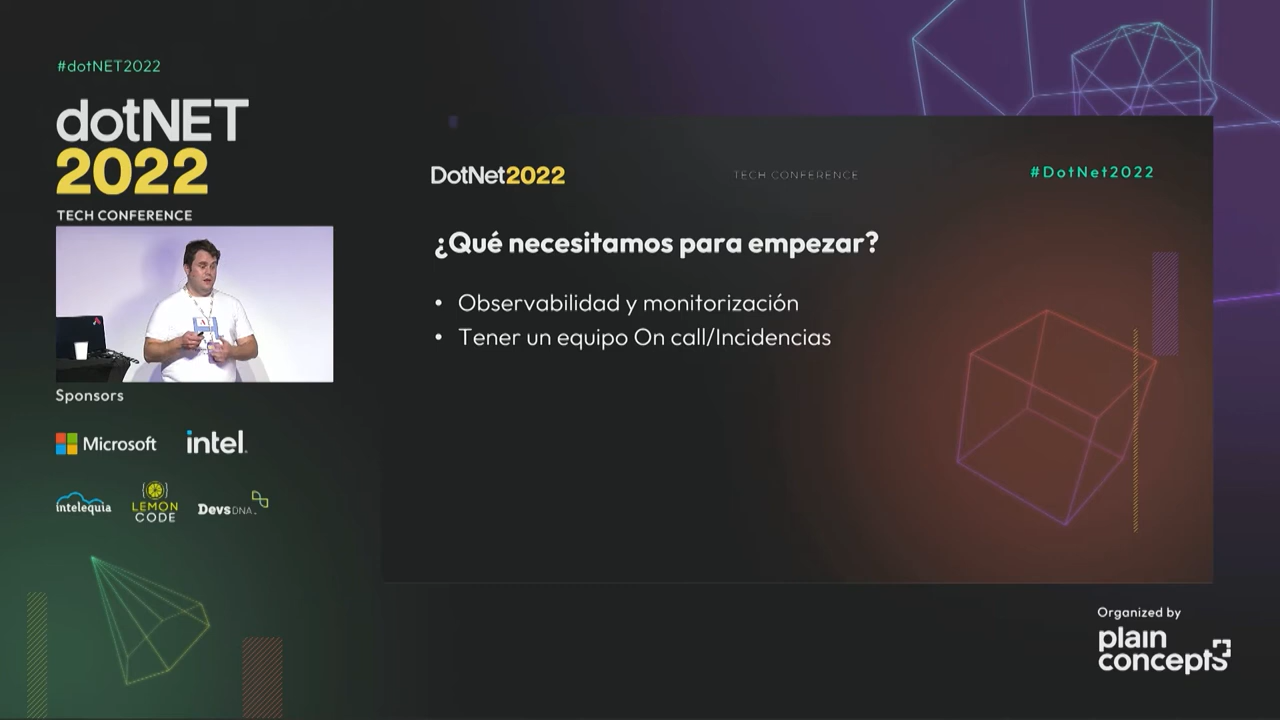 #dotNET2022
dotNET
2022
TECH CONFERENCE
DotNet2022
TECH CONFERENCE
#DotNet2022
¿Qué necesitamos para empezar?
• Observabilidad y monitorización
• Tener un equipo On call/Incidencias
Sponsors
Microsoft
intel.
intelequia
LEMON
CODE
DevsDNA.
Organized by
plain
concepts